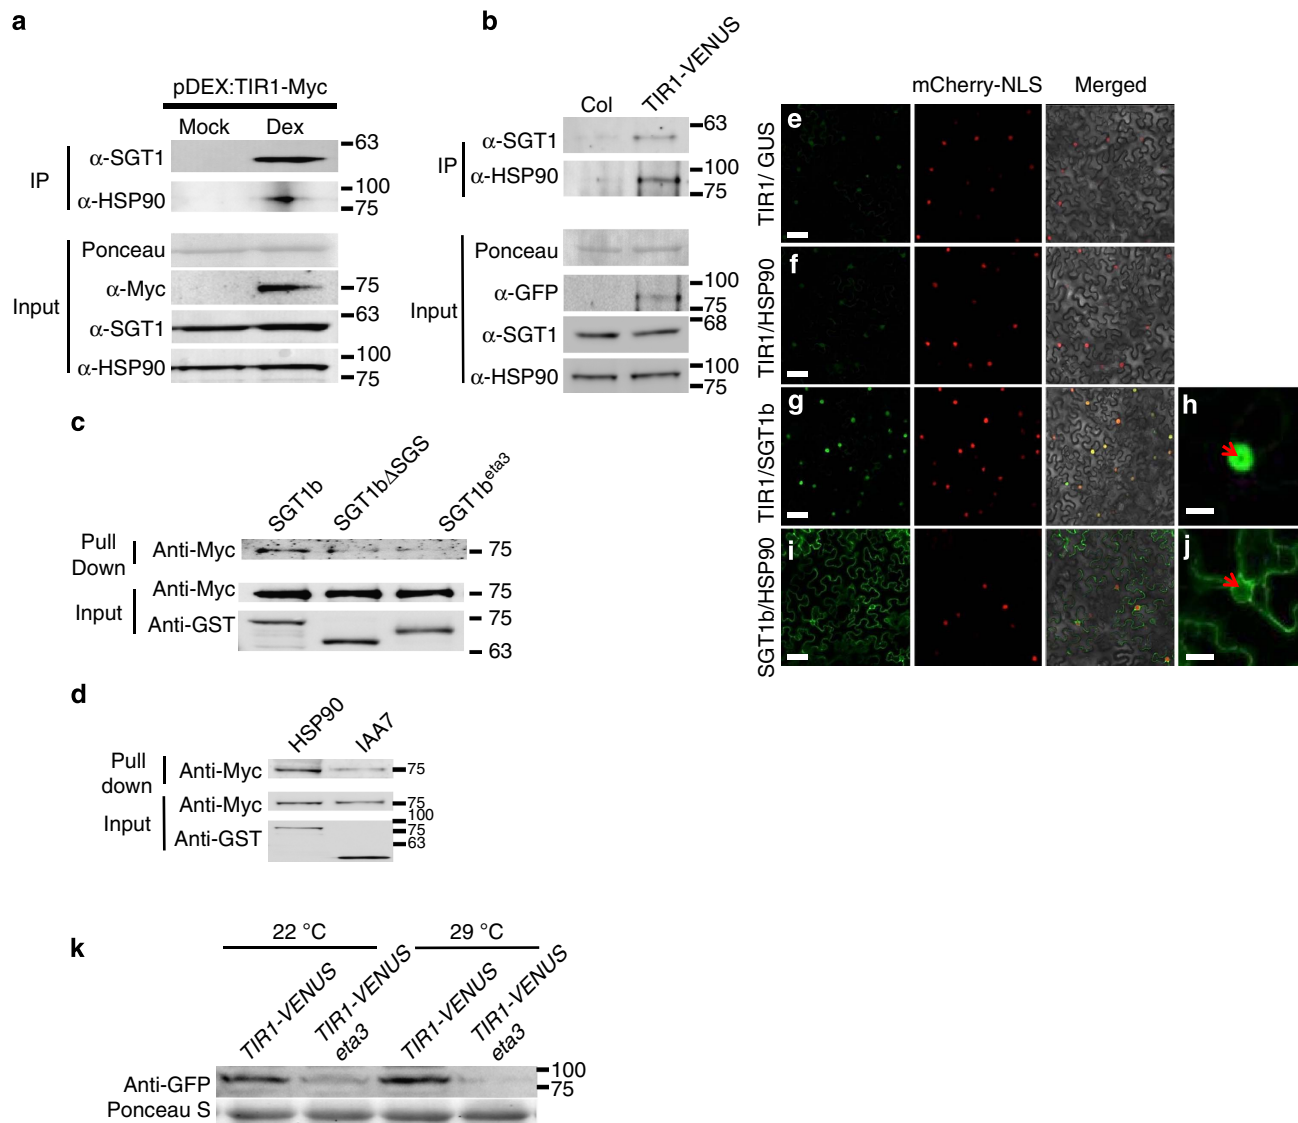 a
pDEX:TIR1-Myc
Mock Dex
IP
α-SGT1
63
α-HSP90
100
75
Input
Ponceau
α-Myc
75
α-SGT1
63
α-HSP90
100
75
b
Col TIR1-VENUS
IP
α-SGT1
63
α-HSP90
100
75
Input
Ponceau
α-GFP
100
75
α-SGT1
68
α-HSP90
100
75
c
SGT1b SGT1bΔSGS SGT1b^eta3
Pull
Down
Anti-Myc
75
Input
Anti-Myc
75
Anti-GST
75
63
d
HSP90 IAA7
Pull
down
Anti-Myc
75
Input
Anti-Myc
75
Anti-GST
100
75
63
mCherry-NLS Merged
TIR1/ GUS
e
TIR1/HSP90
f
TIR1/SGT1b
g
h
SGT1b/HSP90
i
j
k
22 °C 29 °C
TIR1-VENUS
TIR1-VENUS
eta3
TIR1-VENUS
TIR1-VENUS
eta3
Anti-GFP
100
75
Ponceau S